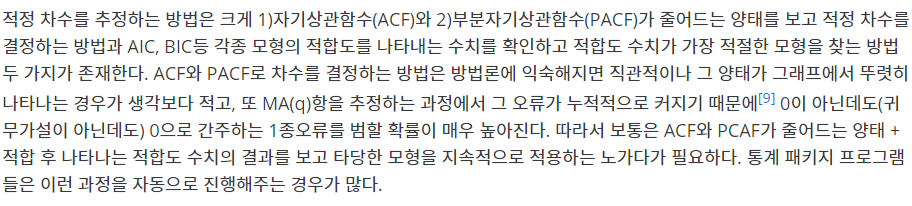 적정 차수를 추정하는 방법은 크게 1)자기상관함수(ACF)와 2)부분자기상관함수(PACF)가 줄어드는 양태를 보고 적정 차수를
결정하는 방법과 AIC, BIC등 각종 모형의 적합도를 나타내는 수치를 확인하고 적합도 수치가 가장 적절한 모형을 찾는 방법
두 가지가 존재한다. ACF와 PACF로 차수를 결정하는 방법은 방법론에 익숙해지면 직관적이나 그 양태가 그래프에서 뚜렷히
나타나는 경우가 생각보다 적고, 또 MA(q)항을 추정하는 과정에서 그 오류가 누적적으로 커지기 때문에[9] 0이 아닌데도(귀
무가설이 아닌데도) 0으로 간주하는 1종오류를 범할 확률이 매우 높아진다. 따라서 보통은 ACF와 PCAF가 줄어드는 양태 +
적합 후 나타나는 적합도 수치의 결과를 보고 타당한 모형을 지속적으로 적용하는 노가다가 필요하다. 통계 패키지 프로그램
들은 이런 과정을 자동으로 진행해주는 경우가 많다.